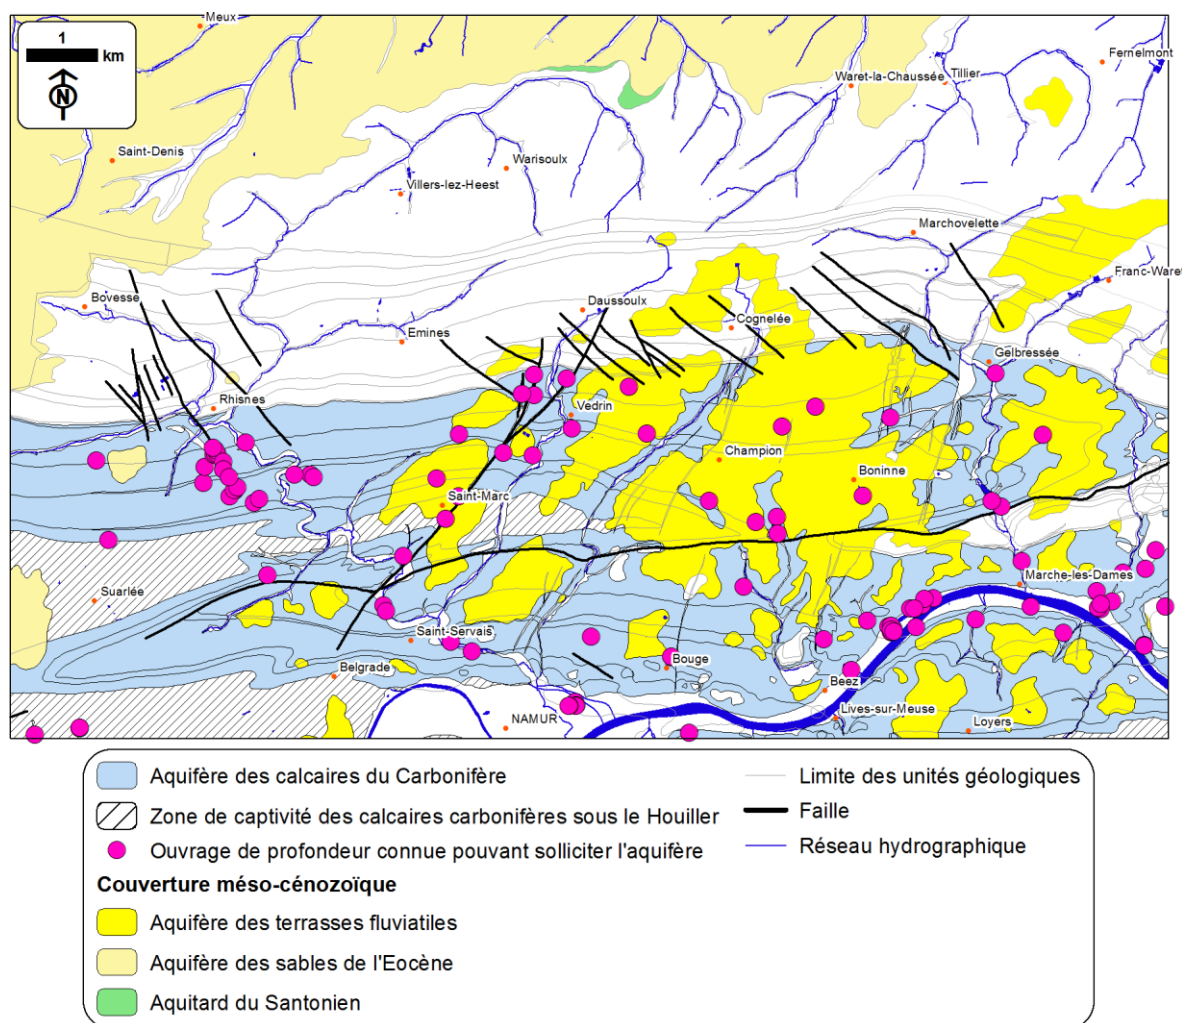 Meux
1
km
N
Fernelmont
Waret-la-Chaussée
Tillier
Saint-Denis
Warisoulx
Villers-lez-Heest
Marchovelette
Franc-Ware
Bovesse
Daussoulx
Emines
Cognelée
Gelbressée
Rhisnes
Vedrin
Champion
Boninne
Saint-Marc
Suarlée
Marche-les-Dames
Saint-Servais
Belgrade
Bouge
Beez
NAMUR
Lives-sur-Meuse
Loyers
Aquifère des calcaires du Carbonifère
Zone de captivité des calcaires carbonifères sous le Houiller
Ouvrage de profondeur connue pouvant solliciter l'aquifère
Couverture méso-cénozoïque
Aquifère des terrasses fluviatiles
Aquifère des sables de l'Eocène
Aquitard du Santonien
Limite des unités géologiques
Faille
Réseau hydrographique